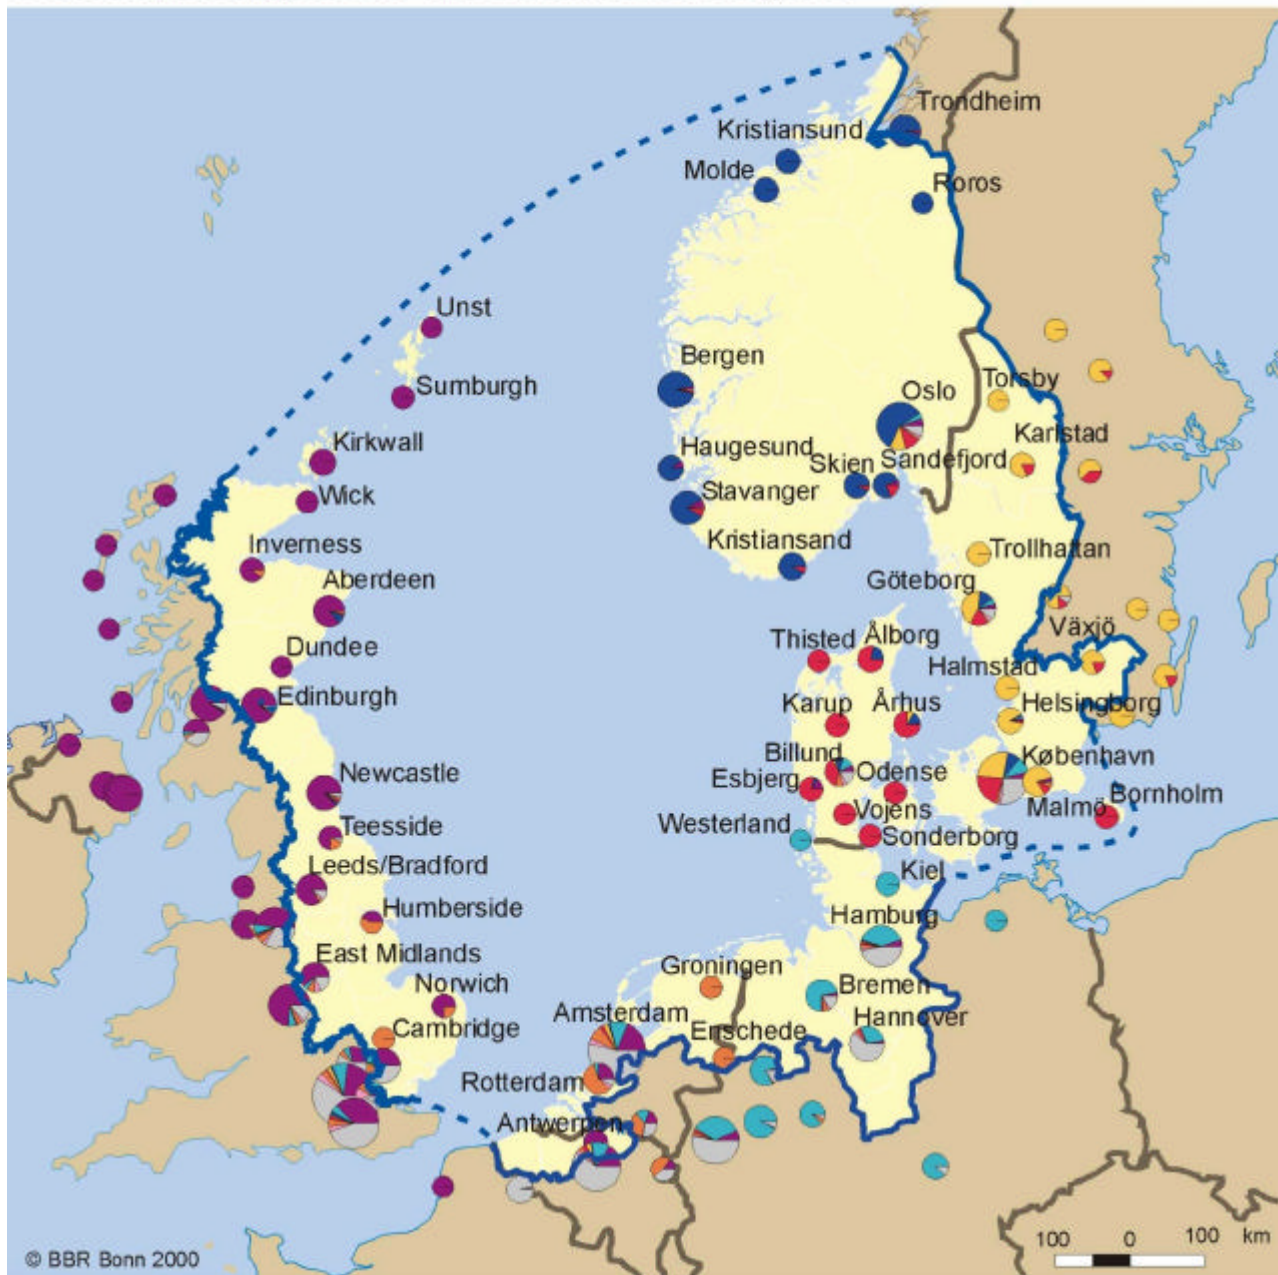 Trondheim
Kristiansund
Molde
Roros
Unst
Bergen
Sumburgh
Oslo
Torsby
Kirkwall
Karlstad
Haugesund
Skien
Sandefjord
Wick
Stavanger
Inverness
Kristiansand
Trollhattan
Aberdeen
Göteborg
Växjö
Dundee
Thisted
Ålborg
Halmstad
Edinburgh
Karup
Århus
Helsingborg
Billund
København
Newcastle
Esbjerg
Odense
Malmö
Bornholm
Vojens
Teesside
Westerland
Sonderborg
Leeds/Bradford
Kiel
Humberside
Hamburg
East Midlands
Groningen
Norwich
Bremen
Amsterdam
Enschede
Hannover
Cambridge
Rotterdam
Antwerpen
© BBR Bonn 2000
100 0 100 km